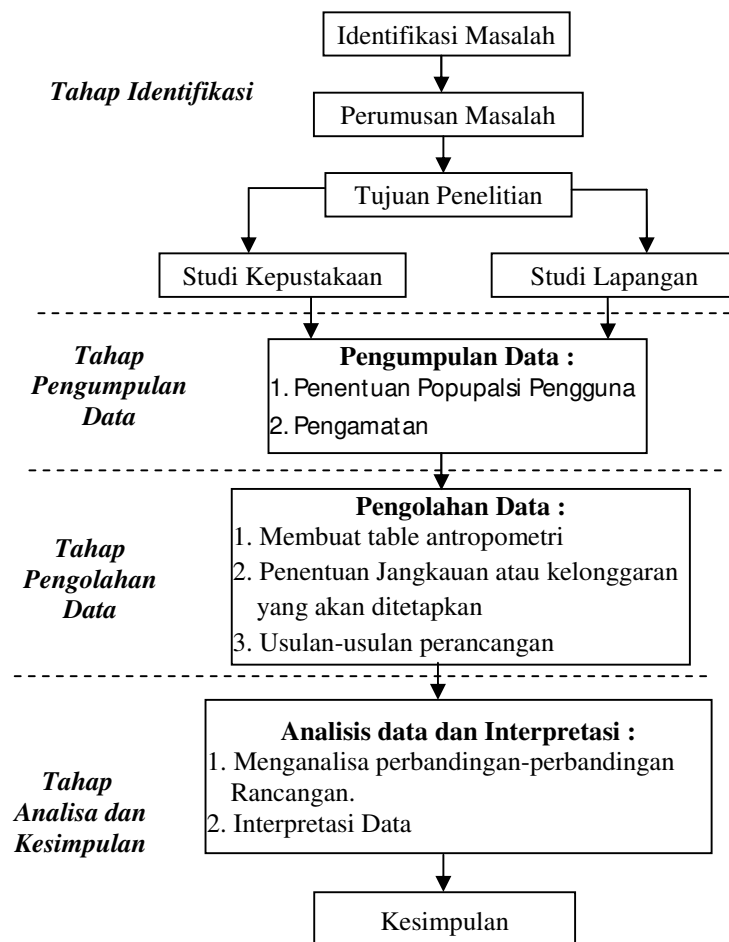 Identifikasi Masalah
Tahap Identifikasi
Perumusan Masalah
Tujuan Penelitian
Studi Kepustakaan
Studi Lapangan
Tahap
Pengumpulan
Data
Pengumpulan Data :
1. Penentuan Popupalsi Pengguna
2. Pengamatan
Tahap
Pengolahan
Data
Pengolahan Data :
1. Membuat table antropometri
2. Penentuan Jangkauan atau kelonggaran
yang akan ditetapkan
3. Usulan-usulan perancangan
Tahap
Analisa dan
Kesimpulan
Analisis data dan Interpretasi :
1. Menganalisa perbandingan-perbandingan
Rancangan.
2. Interpretasi Data
Kesimpulan